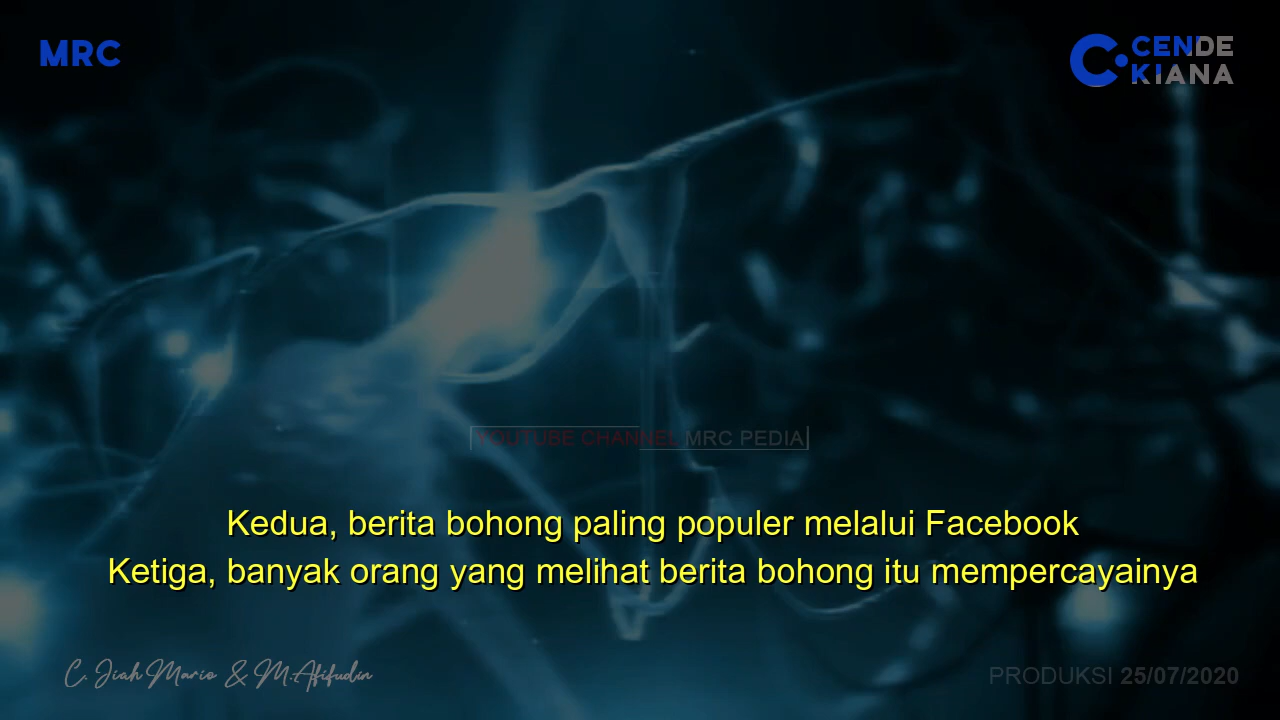 MRC
CENDE
KIANA
YOUTUBE CHANNEL MRC PEDIA
Kedua, berita bohong paling populer melalui Facebook
Ketiga, banyak orang yang melihat berita bohong itu mempercayainya
C. Jiah Mario & M.Afifudin
PRODUKSI 25/07/2020